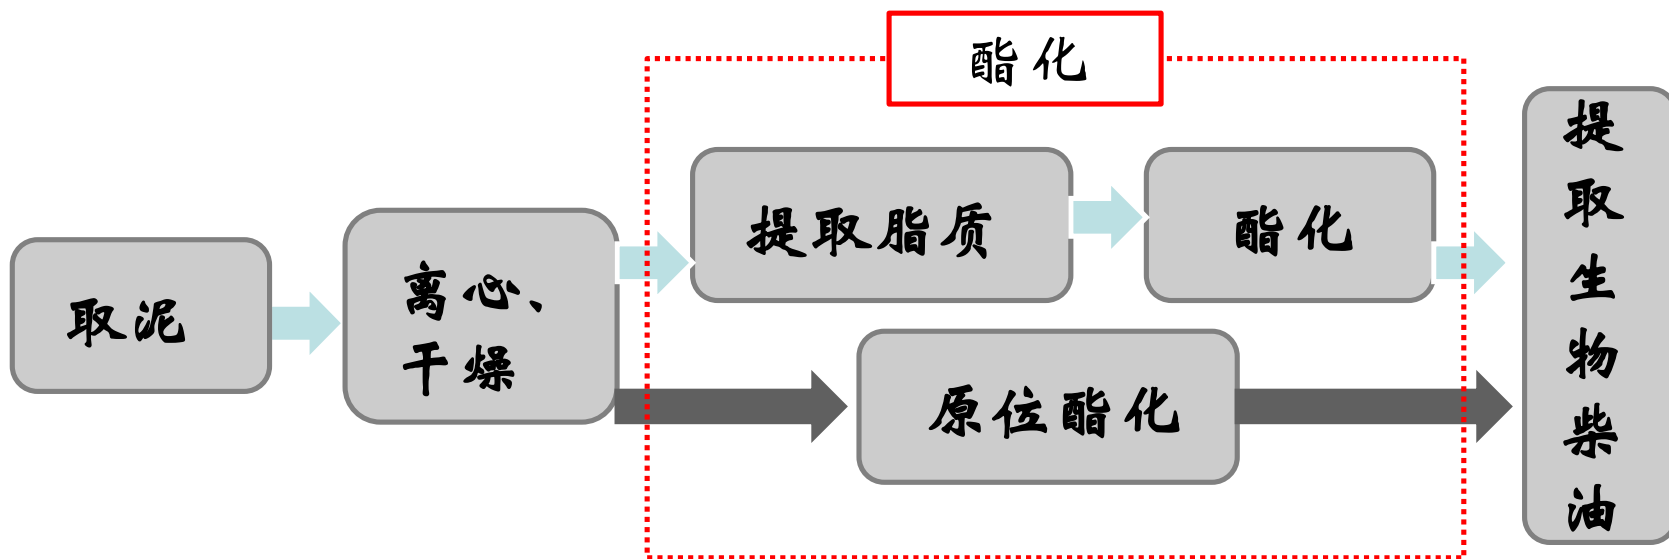 酯化
取泥
离心、
干燥
提取脂质
酯化
原位酯化
提
取
生
物
柴
油